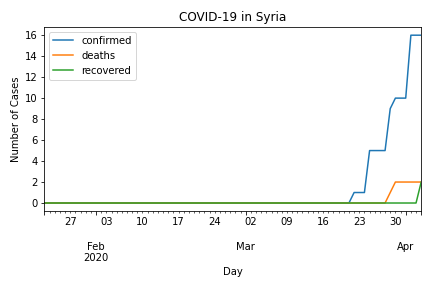 COVID-19 in Syria
confirmed
deaths
recovered
Number of Cases
16
14
12
10
8
6
4
2
0
27 03 10 17 24 02 09 16 23 30
Feb Mar Apr
2020
Day